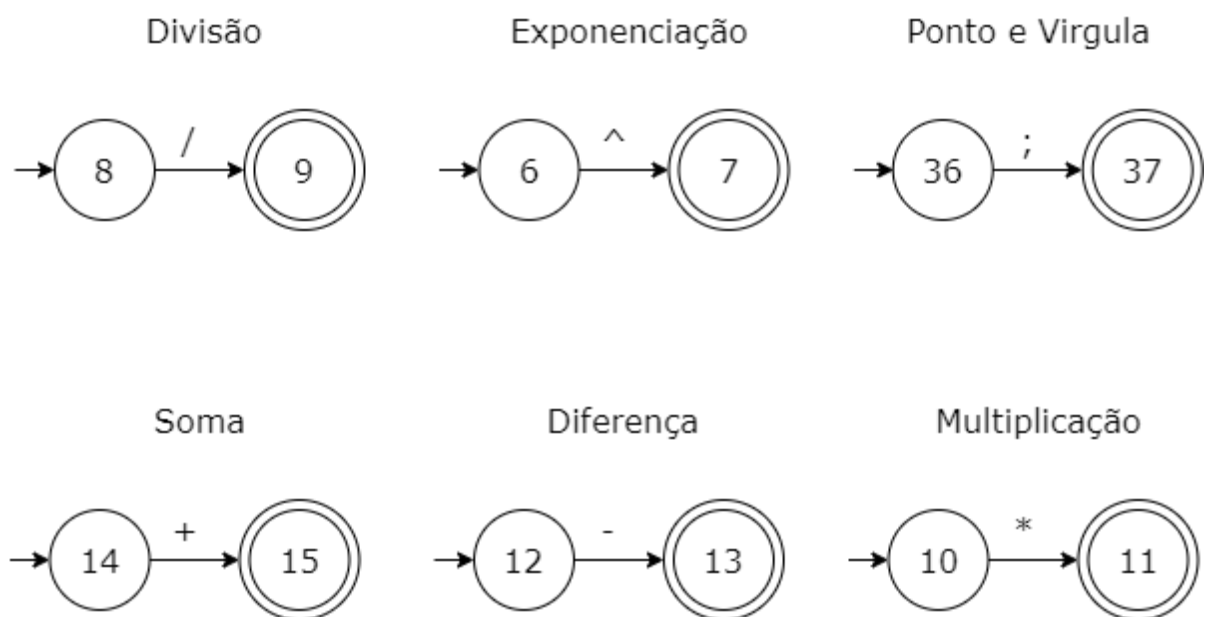 Divisão Exponenciação Ponto e Virgula
/ ^ ;
8 9 6 7 36 37
Soma Diferença Multiplicação
+ - *
14 15 12 13 10 11